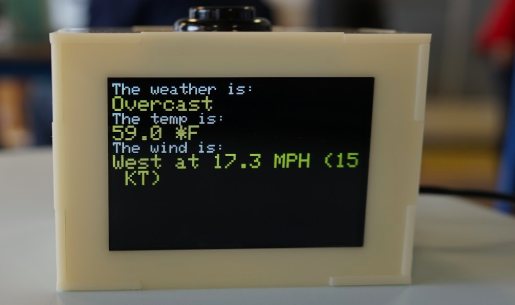 The weather is:
Overcast
The temp is:
59.0 *F
The wind is:
West at 17.3 MPH (15
KT)